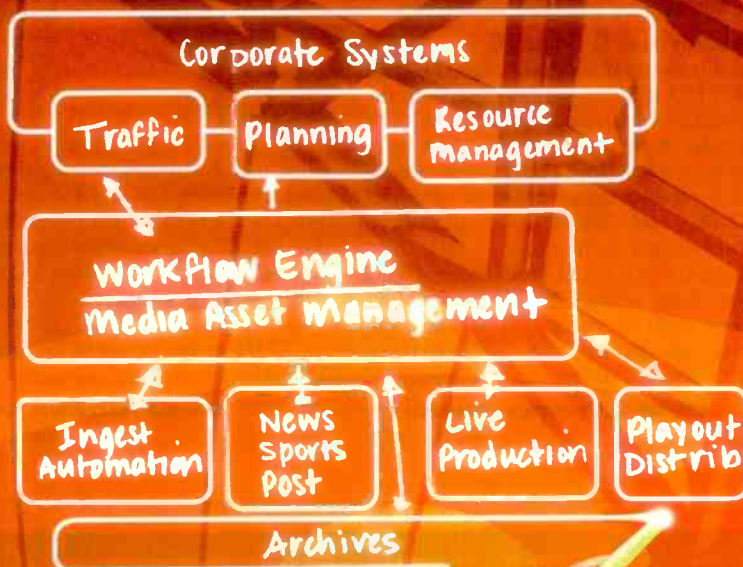 Corporate Systems
Traffic
Planning
Resource
Management
Workflow Engine
Media Asset Management
Ingest
Automation
News
Sports
Post
Live
Production
Playout
Distrib
Archives